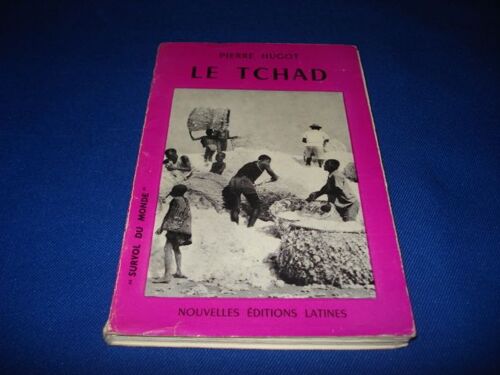 PIERRE HUGOT
LE TCHAD
"SURVOL DU MONDE"
NOUVELLES ÉDITIONS LATINES